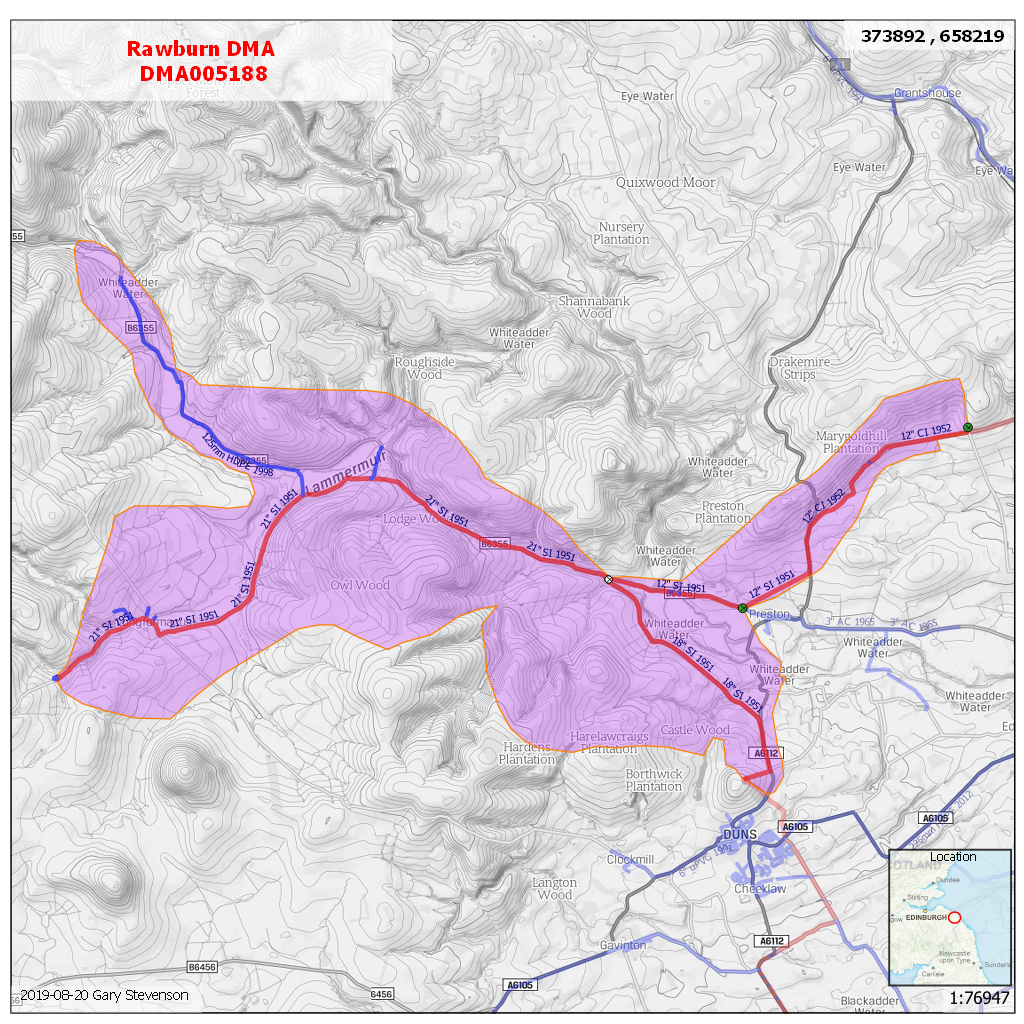 Rawburn DMA
DMA005188
373892 , 658219
Forest
Eye Water
Grantshouse
Eye Water
Quixwood Moor
Nursery
Plantation
55
Whiteadder
Water
B6355
Shannabank
Wood
Whiteadder
Water
Roughside
Wood
Drakemire
Strips
12" CI 1952
Marygoldhill
Plantation
125mm HDPE 1998
Lammermuir
Whiteadder
Water
21" SI 1951
21" SI 1951
Lodge Wood
Preston
Plantation
12" CI 1952
B6355
21" SI 1951
Whiteadder
Water
12" SI 1951
B6355
12" SI 1951
Owl Wood
21" SI 1951
21" SI 1951
21" SI 1951
Preston
3" AC 1965
3" AC 1965
Whiteadder
Water
Whiteadder
Water
18" SI 1951
Whiteadder
Water
18" SI 1951
Whiteadder
Water
Castle Wood
Harelawcraigs
Plantation
Hardens
Plantation
A6112
Borthwick
Plantation
DUNS
A6105
A6105
6" uPVC 1991
Clockmill
Cheeklaw
Langton
Wood
Gavinton
A6112
B6456
6456
A6105
Blackadder
Water
Location
Dundee
Stirling
EDINBURGH
Newcastle
upon Tyne
Carlisle
2019-08-20 Gary Stevenson
1:76947